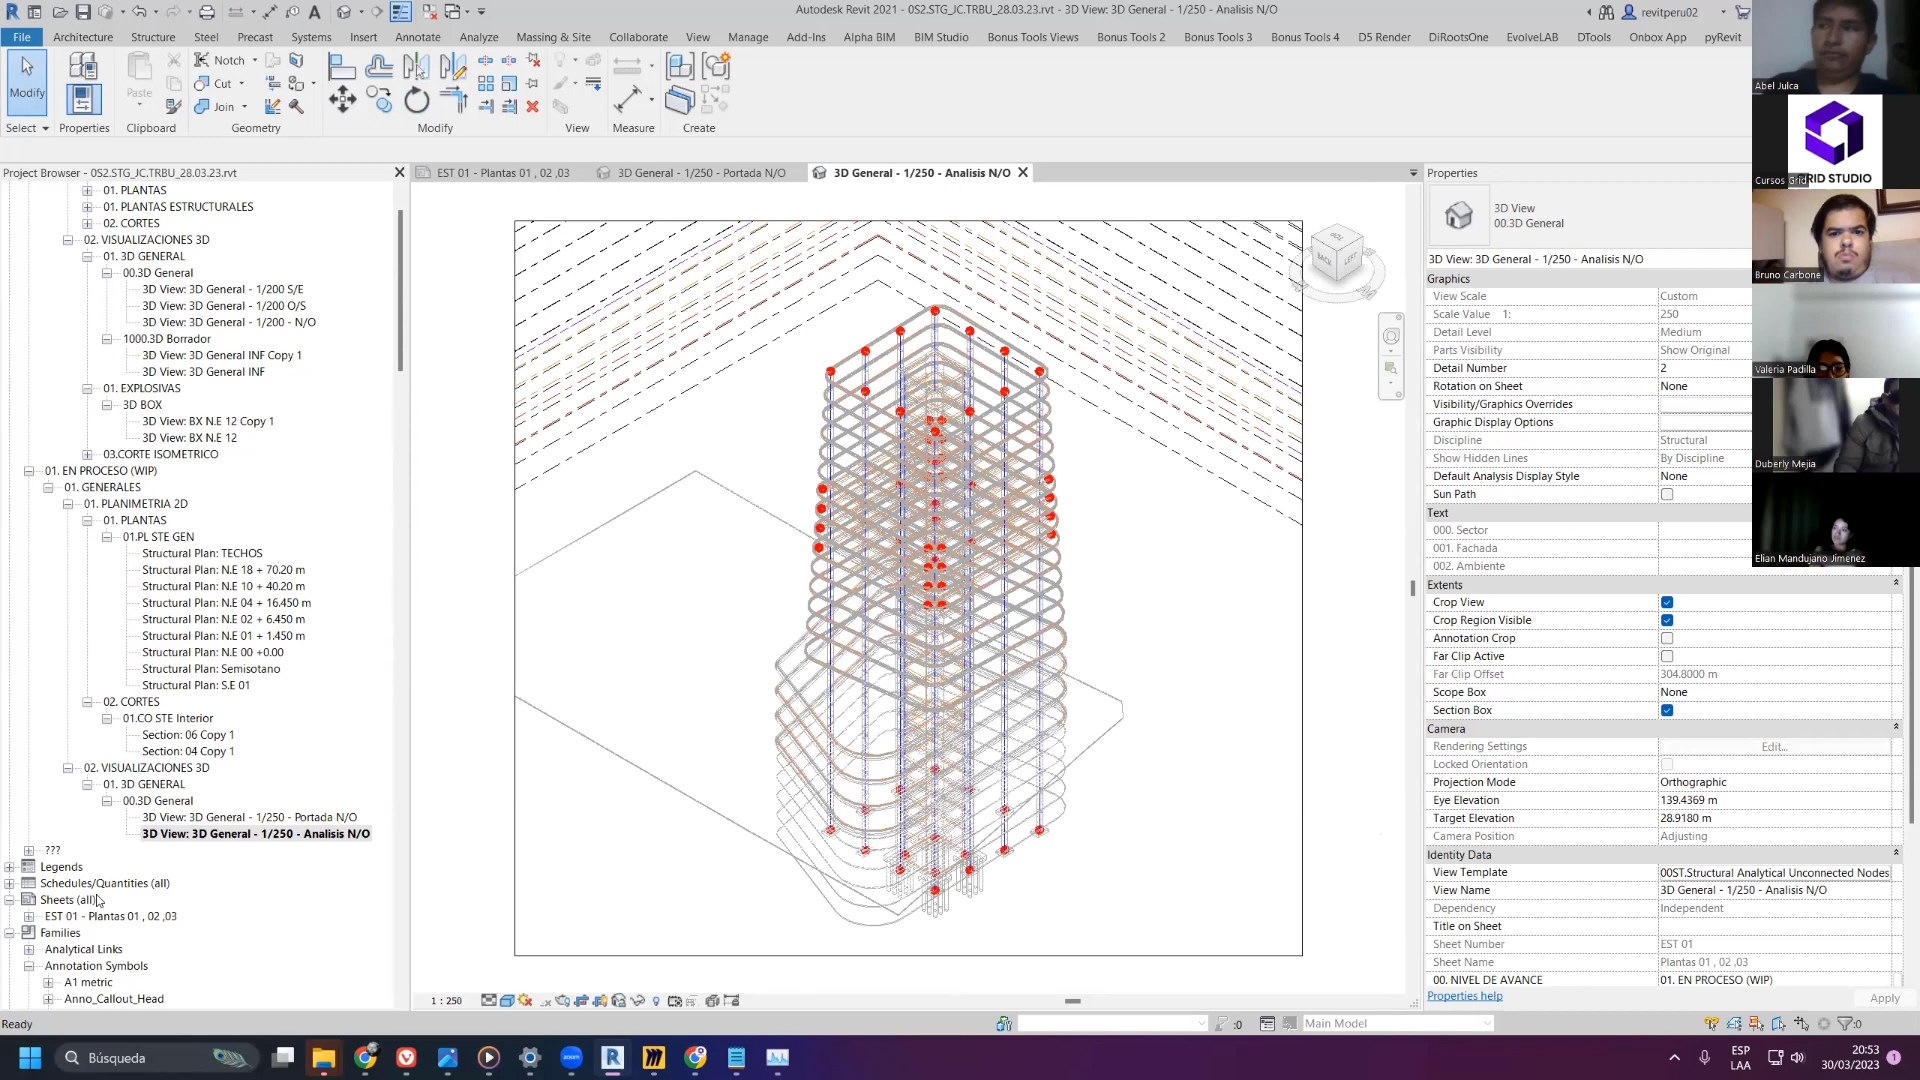 Autodesk Revit 2021 - 0S2.STG_JC.TRBU_28.03.23.rvt - 3D View: 3D General - 1/250 - Analisis N/O
revitperu02
File Architecture Structure Steel Precast Systems Insert Annotate Analyze Massing & Site Collaborate View Manage Add-Ins Alpha BIM BIM Studio Bonus Tools Views Bonus Tools 2 Bonus Tools 3 Bonus Tools 4 D5 Render DiRootsOne EvolveLAB DTools Onbox App pyRevit
Modify
Paste
Notch
Cut
Join
Select Properties Clipboard Geometry Modify View Measure Create
Project Browser - 0S2.STG_JC.TRBU_28.03.23.rvt
01. PLANTAS
01. PLANTAS ESTRUCTURALES
02. CORTES
02. VISUALIZACIONES 3D
01. 3D GENERAL
00.3D General
3D View: 3D General - 1/200 S/E
3D View: 3D General - 1/200 O/S
3D View: 3D General - 1/200 - N/O
1000.3D Borrador
3D View: 3D General INF Copy 1
3D View: 3D General INF
01. EXPLOSIVAS
3D BOX
3D View: BX N.E 12 Copy 1
3D View: BX N.E 12
03.CORTE ISOMETRICO
01. EN PROCESO (WIP)
01. GENERALES
01. PLANIMETRIA 2D
01. PLANTAS
01.PL STE GEN
Structural Plan: TECHOS
Structural Plan: N.E 18 + 70.20 m
Structural Plan: N.E 10 + 40.20 m
Structural Plan: N.E 04 + 16.450 m
Structural Plan: N.E 02 + 6.450 m
Structural Plan: N.E 01 + 1.450 m
Structural Plan: N.E 00 +0.00
Structural Plan: Semisotano
Structural Plan: S.E 01
02. CORTES
01.CO STE Interior
Section: 06 Copy 1
Section: 04 Copy 1
02. VISUALIZACIONES 3D
01. 3D GENERAL
00.3D General
3D View: 3D General - 1/250 - Portada N/O
3D View: 3D General - 1/250 - Analisis N/O
???
Legends
Schedules/Quantities (all)
Sheets (all)
EST 01 - Plantas 01 , 02 ,03
Families
Analytical Links
Annotation Symbols
A1 metric
Anno_Callout_Head
EST 01 - Plantas 01 , 02 ,03
3D General - 1/250 - Portada N/O
3D General - 1/250 - Analisis N/O
BACK
LEFT
1 : 250
Properties
3D View
00.3D General
3D View: 3D General - 1/250 - Analisis N/O
Graphics
View Scale Custom
Scale Value 1: 250
Detail Level Medium
Parts Visibility Show Original
Detail Number 2
Rotation on Sheet None
Visibility/Graphics Overrides
Graphic Display Options
Discipline Structural
Show Hidden Lines By Discipline
Default Analysis Display Style None
Sun Path
Text
000. Sector
001. Fachada
002. Ambiente
Extents
Crop View
Crop Region Visible
Annotation Crop
Far Clip Active
Far Clip Offset 304.8000 m
Scope Box None
Section Box
Camera
Rendering Settings Edit...
Locked Orientation
Projection Mode Orthographic
Eye Elevation 139.4369 m
Target Elevation 28.9180 m
Camera Position Adjusting
Identity Data
View Template 00ST.Structural Analytical Unconnected Nodes
View Name 3D General - 1/250 - Analisis N/O
Dependency Independent
Title on Sheet
Sheet Number EST 01
Sheet Name Plantas 01 , 02 ,03
00. NIVEL DE AVANCE 01. EN PROCESO (WIP)
Properties help
Apply
Abel Julca
Cursos Grid
GRID STUDIO
Bruno Carbone
Valeria Padilla
Duberly Mejia
Elian Mandujano Jimenez
Ready
:0
Main Model
:0
Búsqueda
zoom
ESP
LAA
20:53
30/03/2023
1